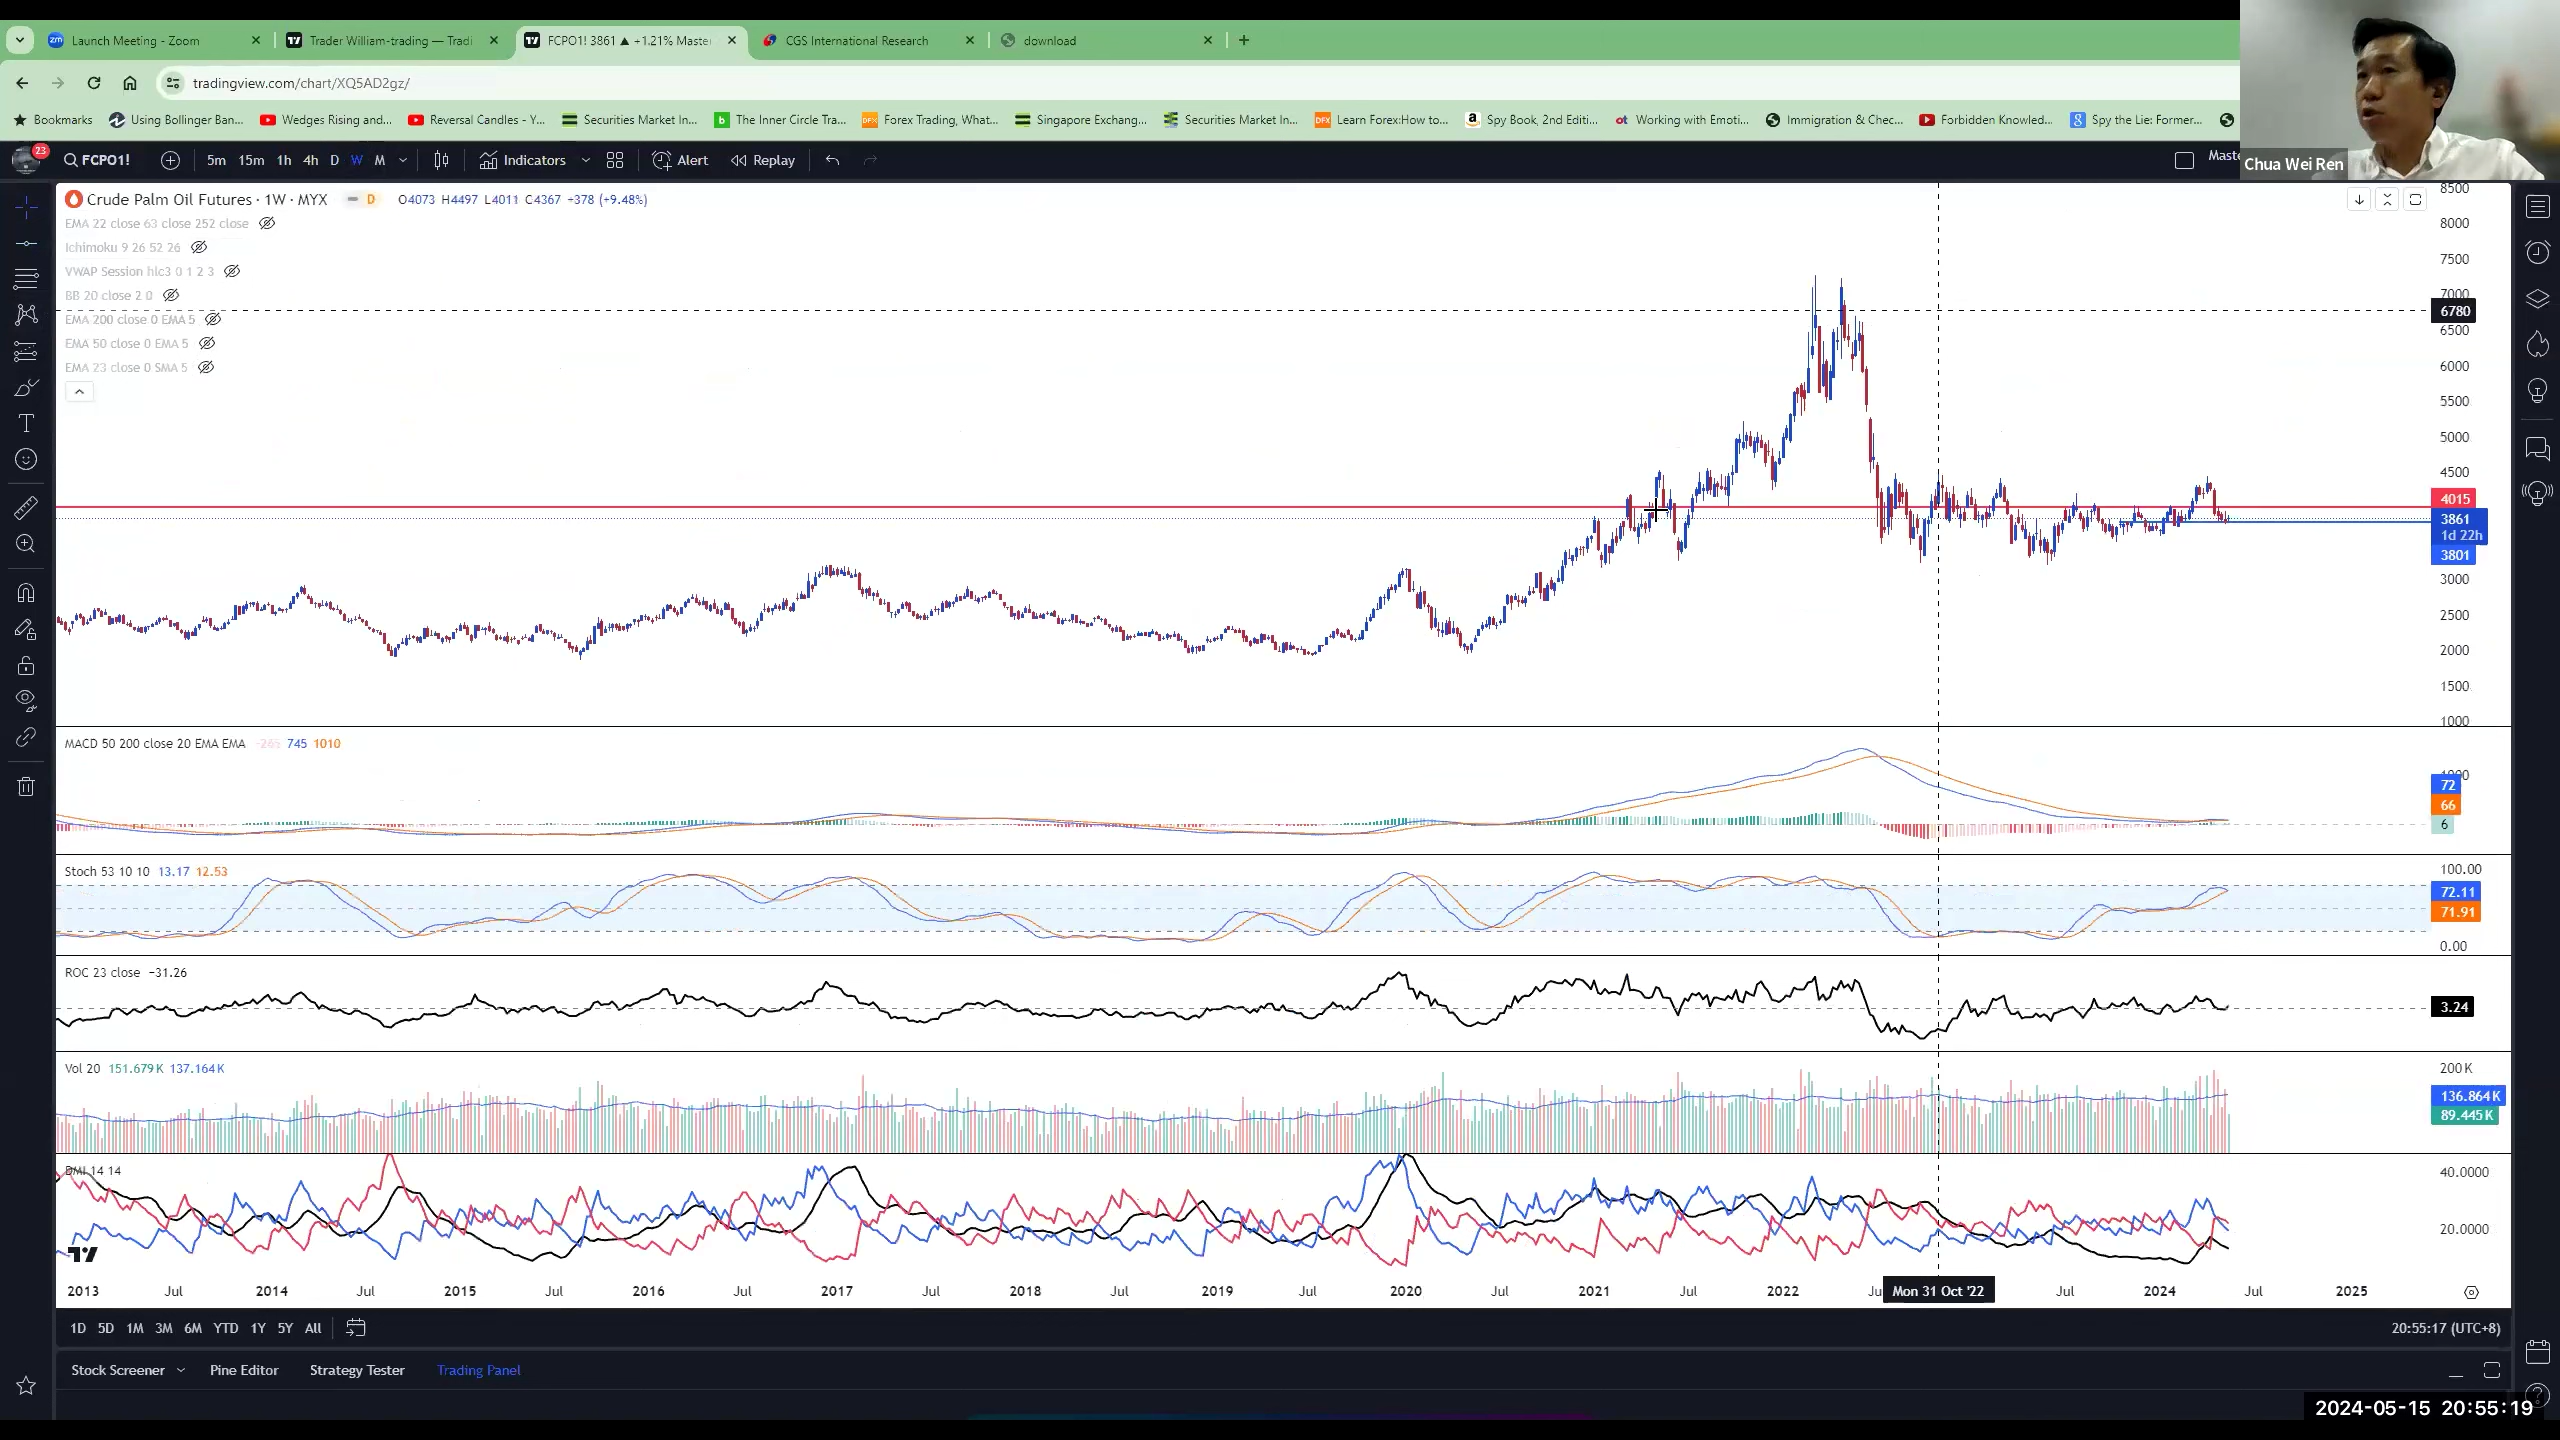 Launch Meeting - Zoom
Trader William-trading — Tradi
FCPO1! 3861 ▲ +1.21% Master
CGS International Research
download
tradingview.com/chart/XQ5AD2gz/
Bookmarks
Using Bollinger Ban...
Wedges Rising and...
Reversal Candles - Y...
Securities Market In...
The Inner Circle Tra...
Forex Trading, What...
Singapore Exchang...
Securities Market In...
Learn Forex:How to...
Spy Book, 2nd Editi...
Working with Emoti...
Immigration & Chec...
Forbidden Knowled...
Spy the Lie: Former...
23
FCPO1!
5m 15m 1h 4h D W M
Indicators
Alert
Replay
Chua Wei Ren
Crude Palm Oil Futures · 1W · MYX
D
O4073 H4497 L4011 C4367 +378 (+9.48%)
EMA 22 close 63 close 252 close
Ichimoku 9 26 52 26
VWAP Session hlc3 0 1 2 3
BB 20 close 2 0
EMA 200 close 0 EMA 5
EMA 50 close 0 EMA 5
EMA 23 close 0 SMA 5
8500
8000
7500
7000
6780
6500
6000
5500
5000
4500
4015
3861
1d 22h
3801
3000
2500
2000
1500
1000
MACD 50 200 close 20 EMA EMA
745 1010
72
66
6
Stoch 53 10 10 13.17 12.53
100.00
72.11
71.91
0.00
ROC 23 close −31.26
3.24
Vol 20 151.679K 137.164K
200K
136.864K
89.445K
DMI 14 14
40.0000
20.0000
2013 Jul 2014 Jul 2015 Jul 2016 Jul 2017 Jul 2018 Jul 2019 Jul 2020 Jul 2021 Jul 2022 Mon 31 Oct '22 Jul 2024 Jul 2025
1D 5D 1M 3M 6M YTD 1Y 5Y All
20:55:17 (UTC+8)
Stock Screener
Pine Editor
Strategy Tester
Trading Panel
2024-05-15 20:55:19